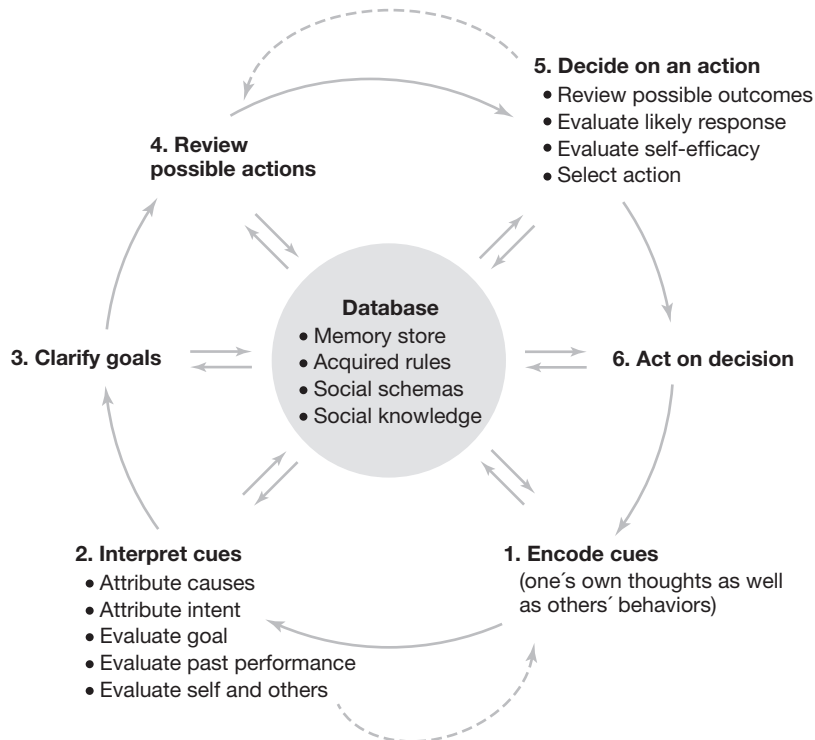 5. Decide on an action
• Review possible outcomes
• Evaluate likely response
• Evaluate self-efficacy
• Select action
4. Review
possible actions
Database
• Memory store
• Acquired rules
• Social schemas
• Social knowledge
3. Clarify goals
6. Act on decision
2. Interpret cues
• Attribute causes
• Attribute intent
• Evaluate goal
• Evaluate past performance
• Evaluate self and others
1. Encode cues
(one´s own thoughts as well
as others´ behaviors)